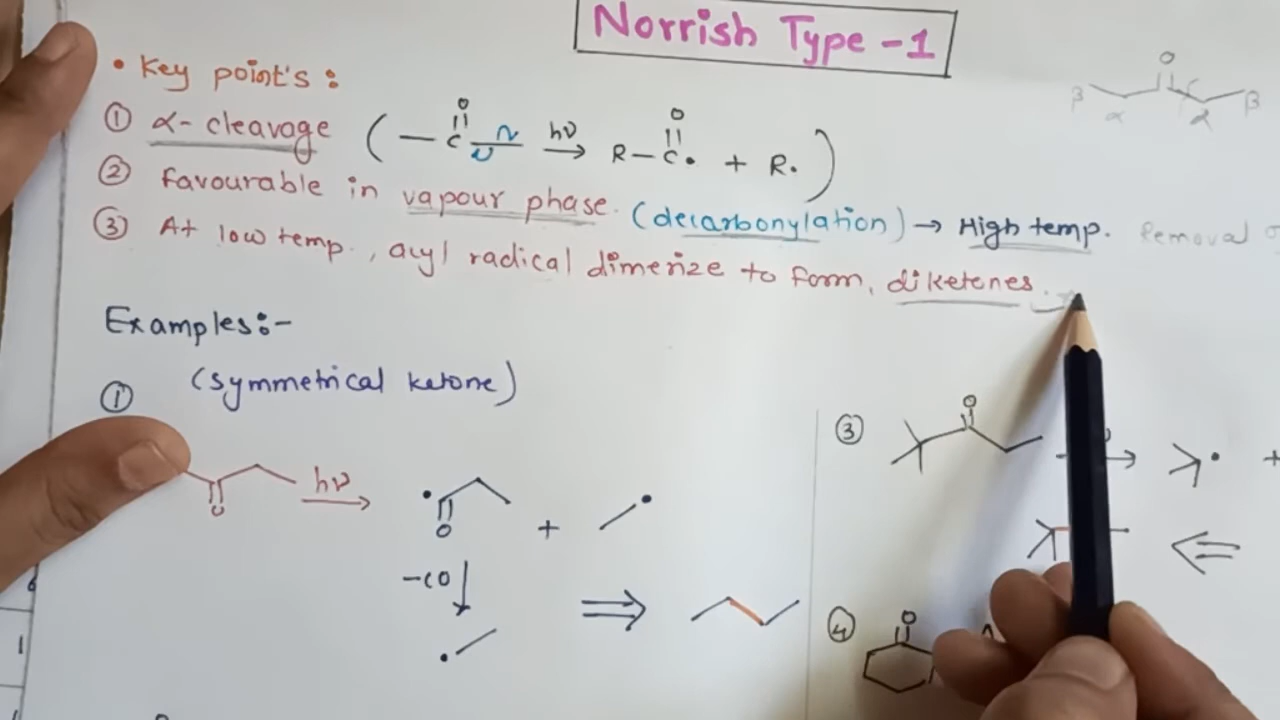 Norrish Type-1
• Key point's :
① α-cleavage ( — C O hν → R—C• O + R• )
② favourable in vapour phase. (decarbonylation) → High temp. Removal
③ At low temp., acyl radical dimerize to form, diketones.
β α O α β
Examples:-
① (symmetrical ketone)
O hν → • O + •
-CO ↓ ⇒
•
③ O → • +
④ O